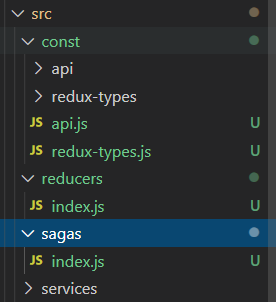 src
const
api
redux-types
JS api.js U
JS redux-types.js U
reducers
JS index.js U
sagas
JS index.js U
services